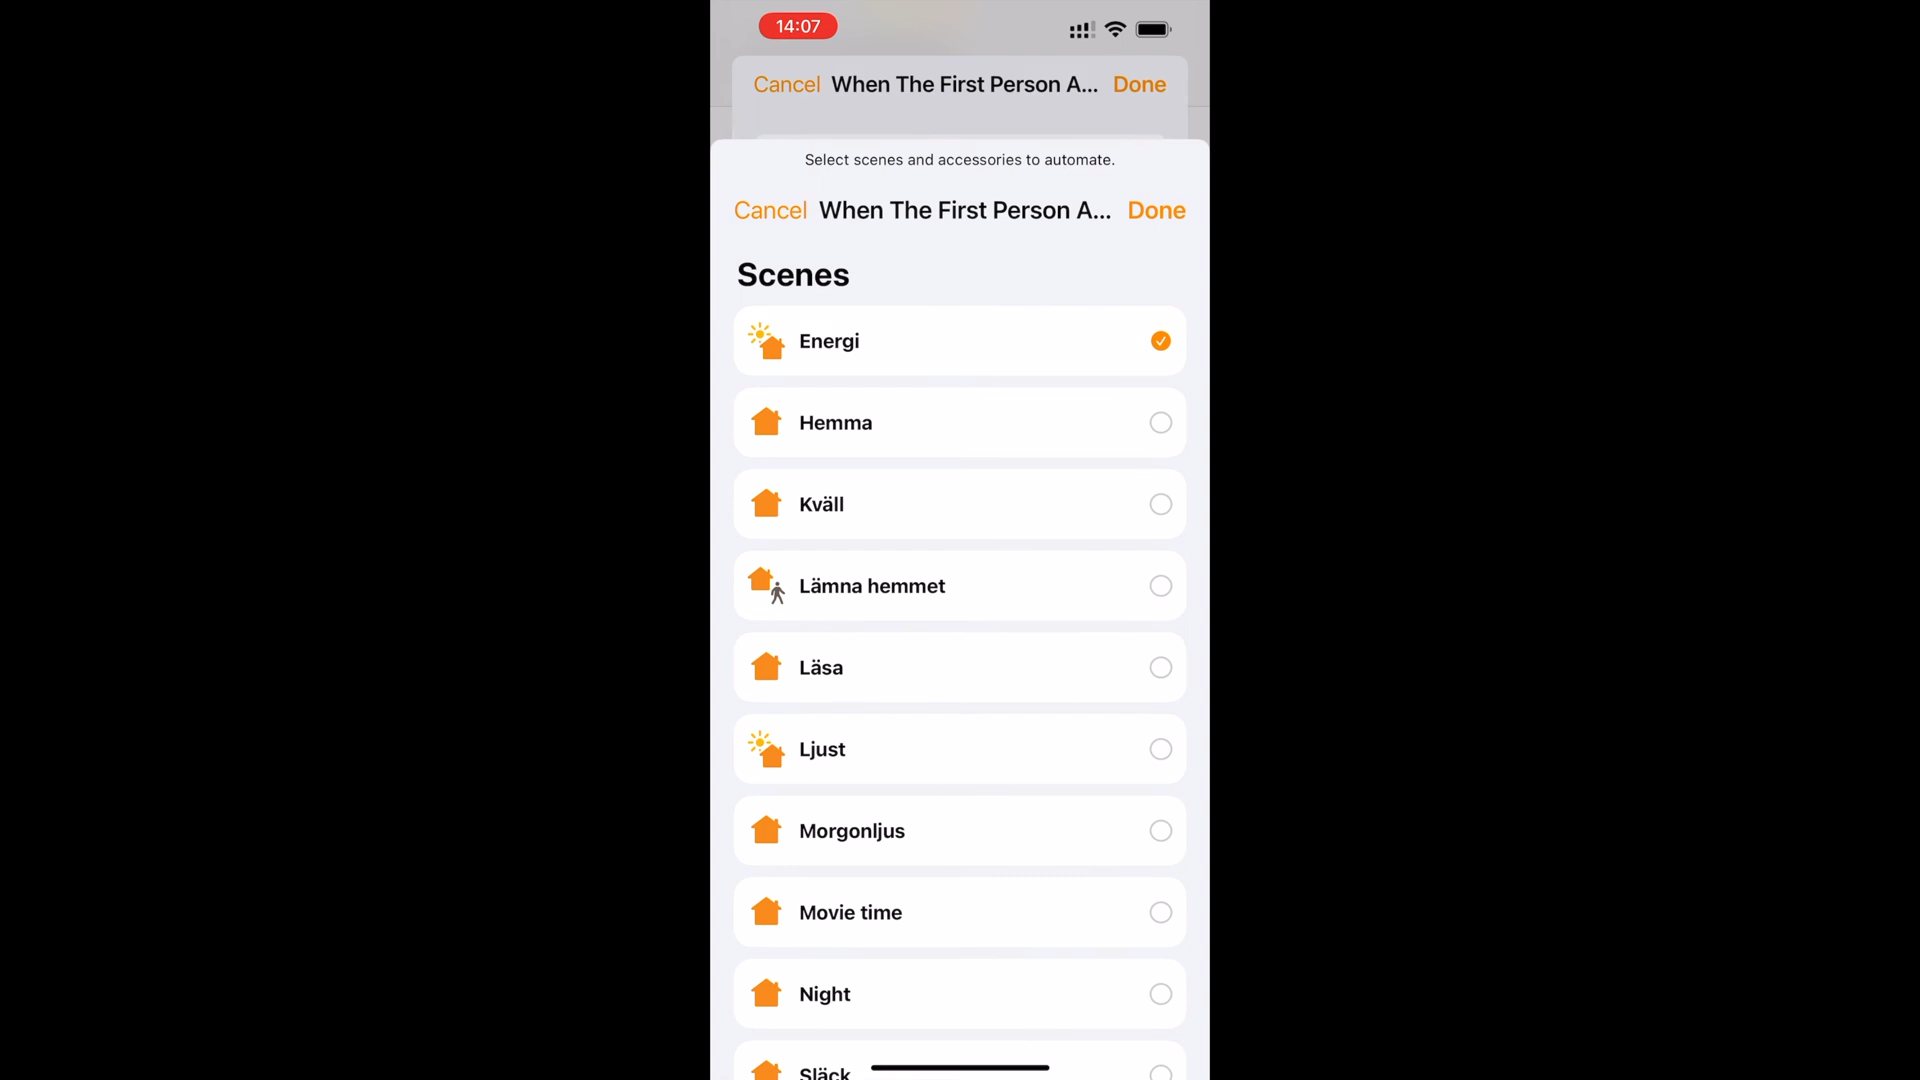 14:07
Cancel When The First Person A... Done
Select scenes and accessories to automate.
Cancel When The First Person A... Done
Scenes
Energi
Hemma
Kväll
Lämna hemmet
Läsa
Ljust
Morgonljus
Movie time
Night
Släck